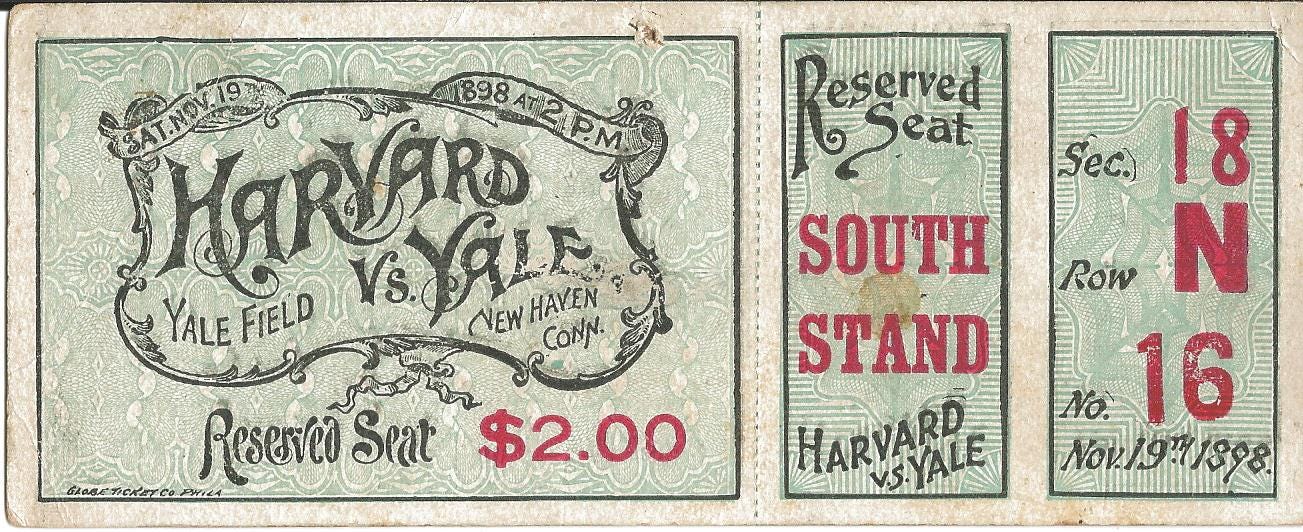 SAT. NOV. 19 1898 AT 2 P.M.
HARVARD
VS. YALE
YALE FIELD
NEW HAVEN
CONN.
Reserved Seat $2.00
GLOBE TICKET CO PHILA
Reserved
Seat
SOUTH
STAND
HARVARD
V.S. YALE
Sec. 18
Row N
No. 16
Nov. 19TH 1898.